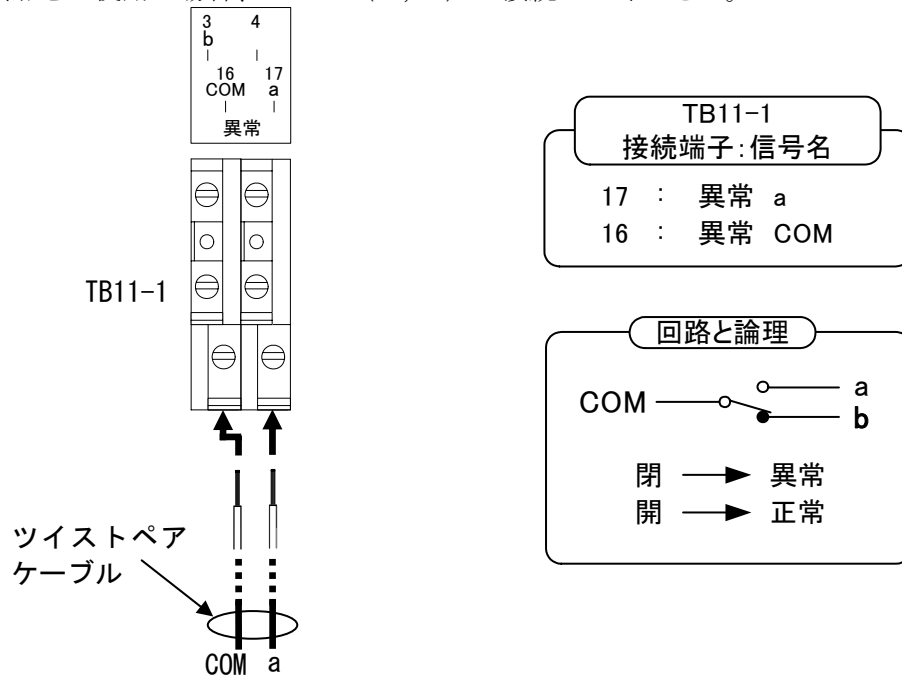 3 4
b
16 17
COM a
異常
TB11-1
ツイストペア
ケーブル
COM a
TB11-1
接続端子:信号名
17 : 異常 a
16 : 異常 COM
回路と論理
COM
a
b
閉 異常
開 正常